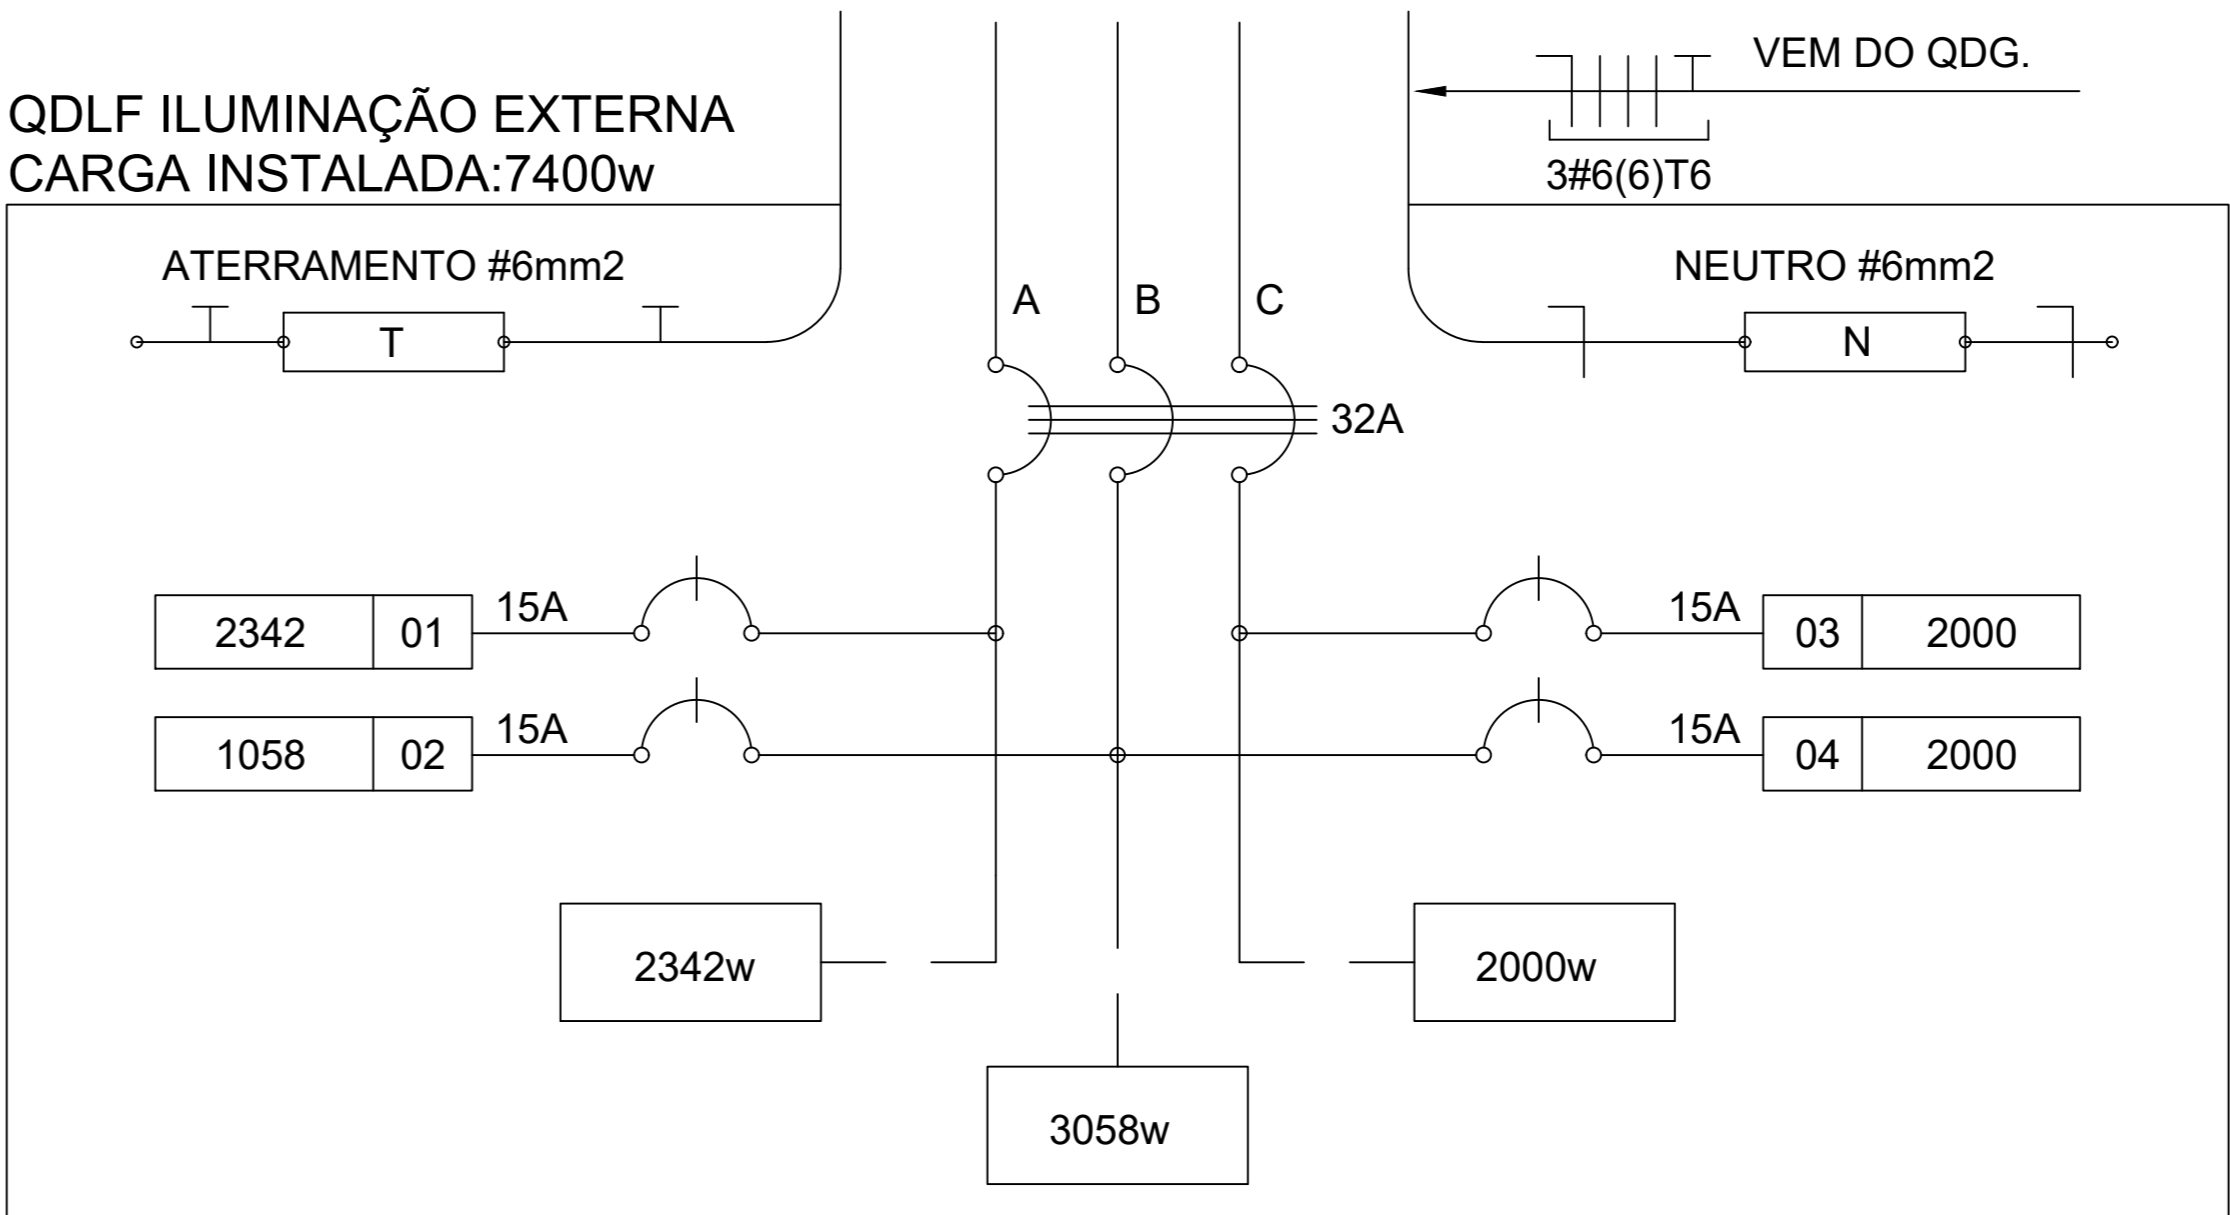 VEM DO QDG.
QDLF ILUMINAÇÃO EXTERNA
CARGA INSTALADA:7400w
3#6(6)T6
ATERRAMENTO #6mm2
NEUTRO #6mm2
A B C
T
N
32A
2342 01 15A
15A 03 2000
1058 02 15A
15A 04 2000
2342w
2000w
3058w